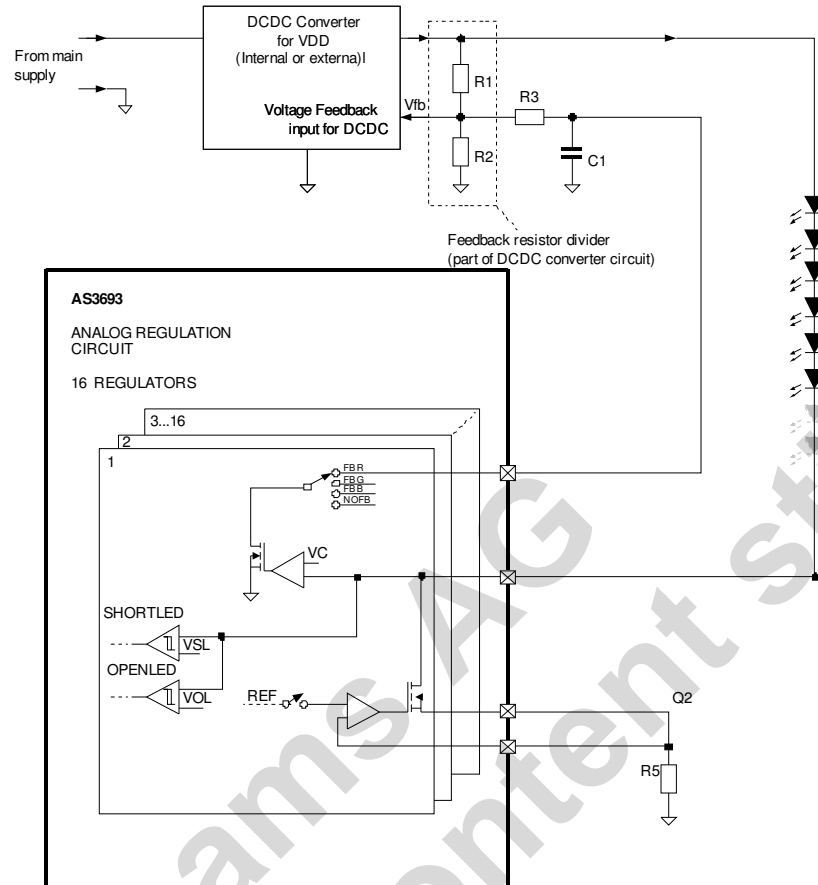 DCDC Converter
for VDD
(Internal or externa)l
From main
supply
Voltage Feedback
input for DCDC
Vfb
R1
R2
R3
C1
Feedback resistor divider
(part of DCDC converter circuit)
AS3693
ANALOG REGULATION
CIRCUIT
16 REGULATORS
3...16
2
1
FBR
FBG
FBB
NOFB
VC
SHORTLED
VSL
OPENLED
VOL
REF
Q2
R5
ams AG